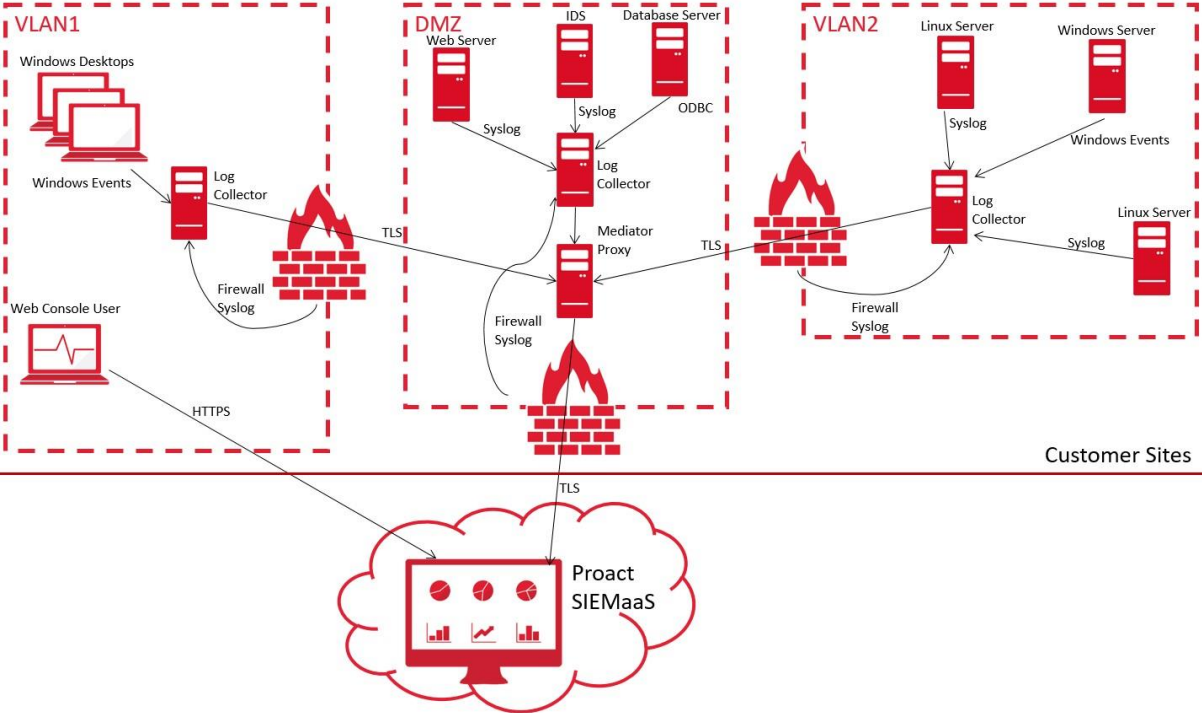 VLAN1
Windows Desktops
Windows Events
Log
Collector
Firewall
Syslog
Web Console User
HTTPS
TLS
DMZ
IDS
Database Server
Web Server
Syslog
Syslog
ODBC
Log
Collector
Mediator
Proxy
Firewall
Syslog
TLS
VLAN2
Linux Server
Windows Server
Syslog
Windows Events
Log
Collector
Linux Server
Syslog
Firewall
Syslog
Customer Sites
TLS
Proact
SIEMaaS